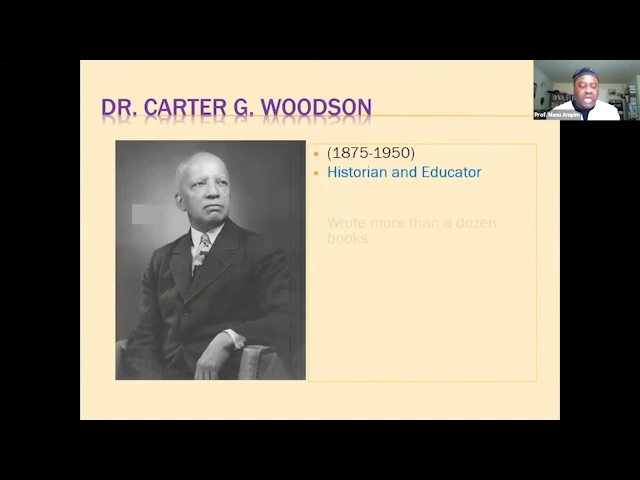 DR. CARTER G. WOODSON
Prof. Manu Ampim
(1875-1950)
Historian and Educator
Wrote more than a dozen
books